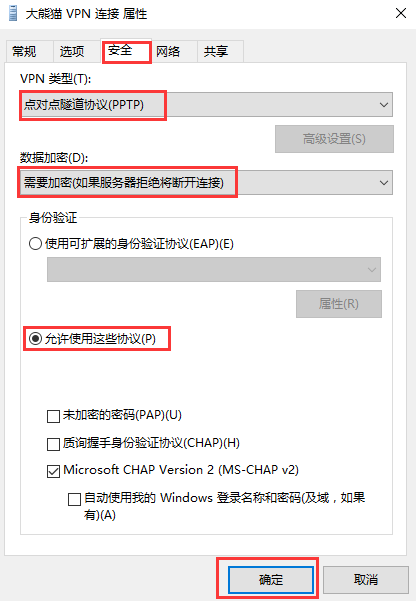 大熊猫 VPN 连接 属性
常规 选项 安全 网络 共享
VPN 类型(T):
点对点隧道协议(PPTP)
高级设置(S)
数据加密(D):
需要加密(如果服务器拒绝将断开连接)
身份验证
使用可扩展的身份验证协议(EAP)(E)
属性(R)
允许使用这些协议(P)
未加密的密码(PAP)(U)
质询握手身份验证协议(CHAP)(H)
Microsoft CHAP Version 2 (MS-CHAP v2)
自动使用我的 Windows 登录名称和密码(及域，如果
有)(A)
确定 取消